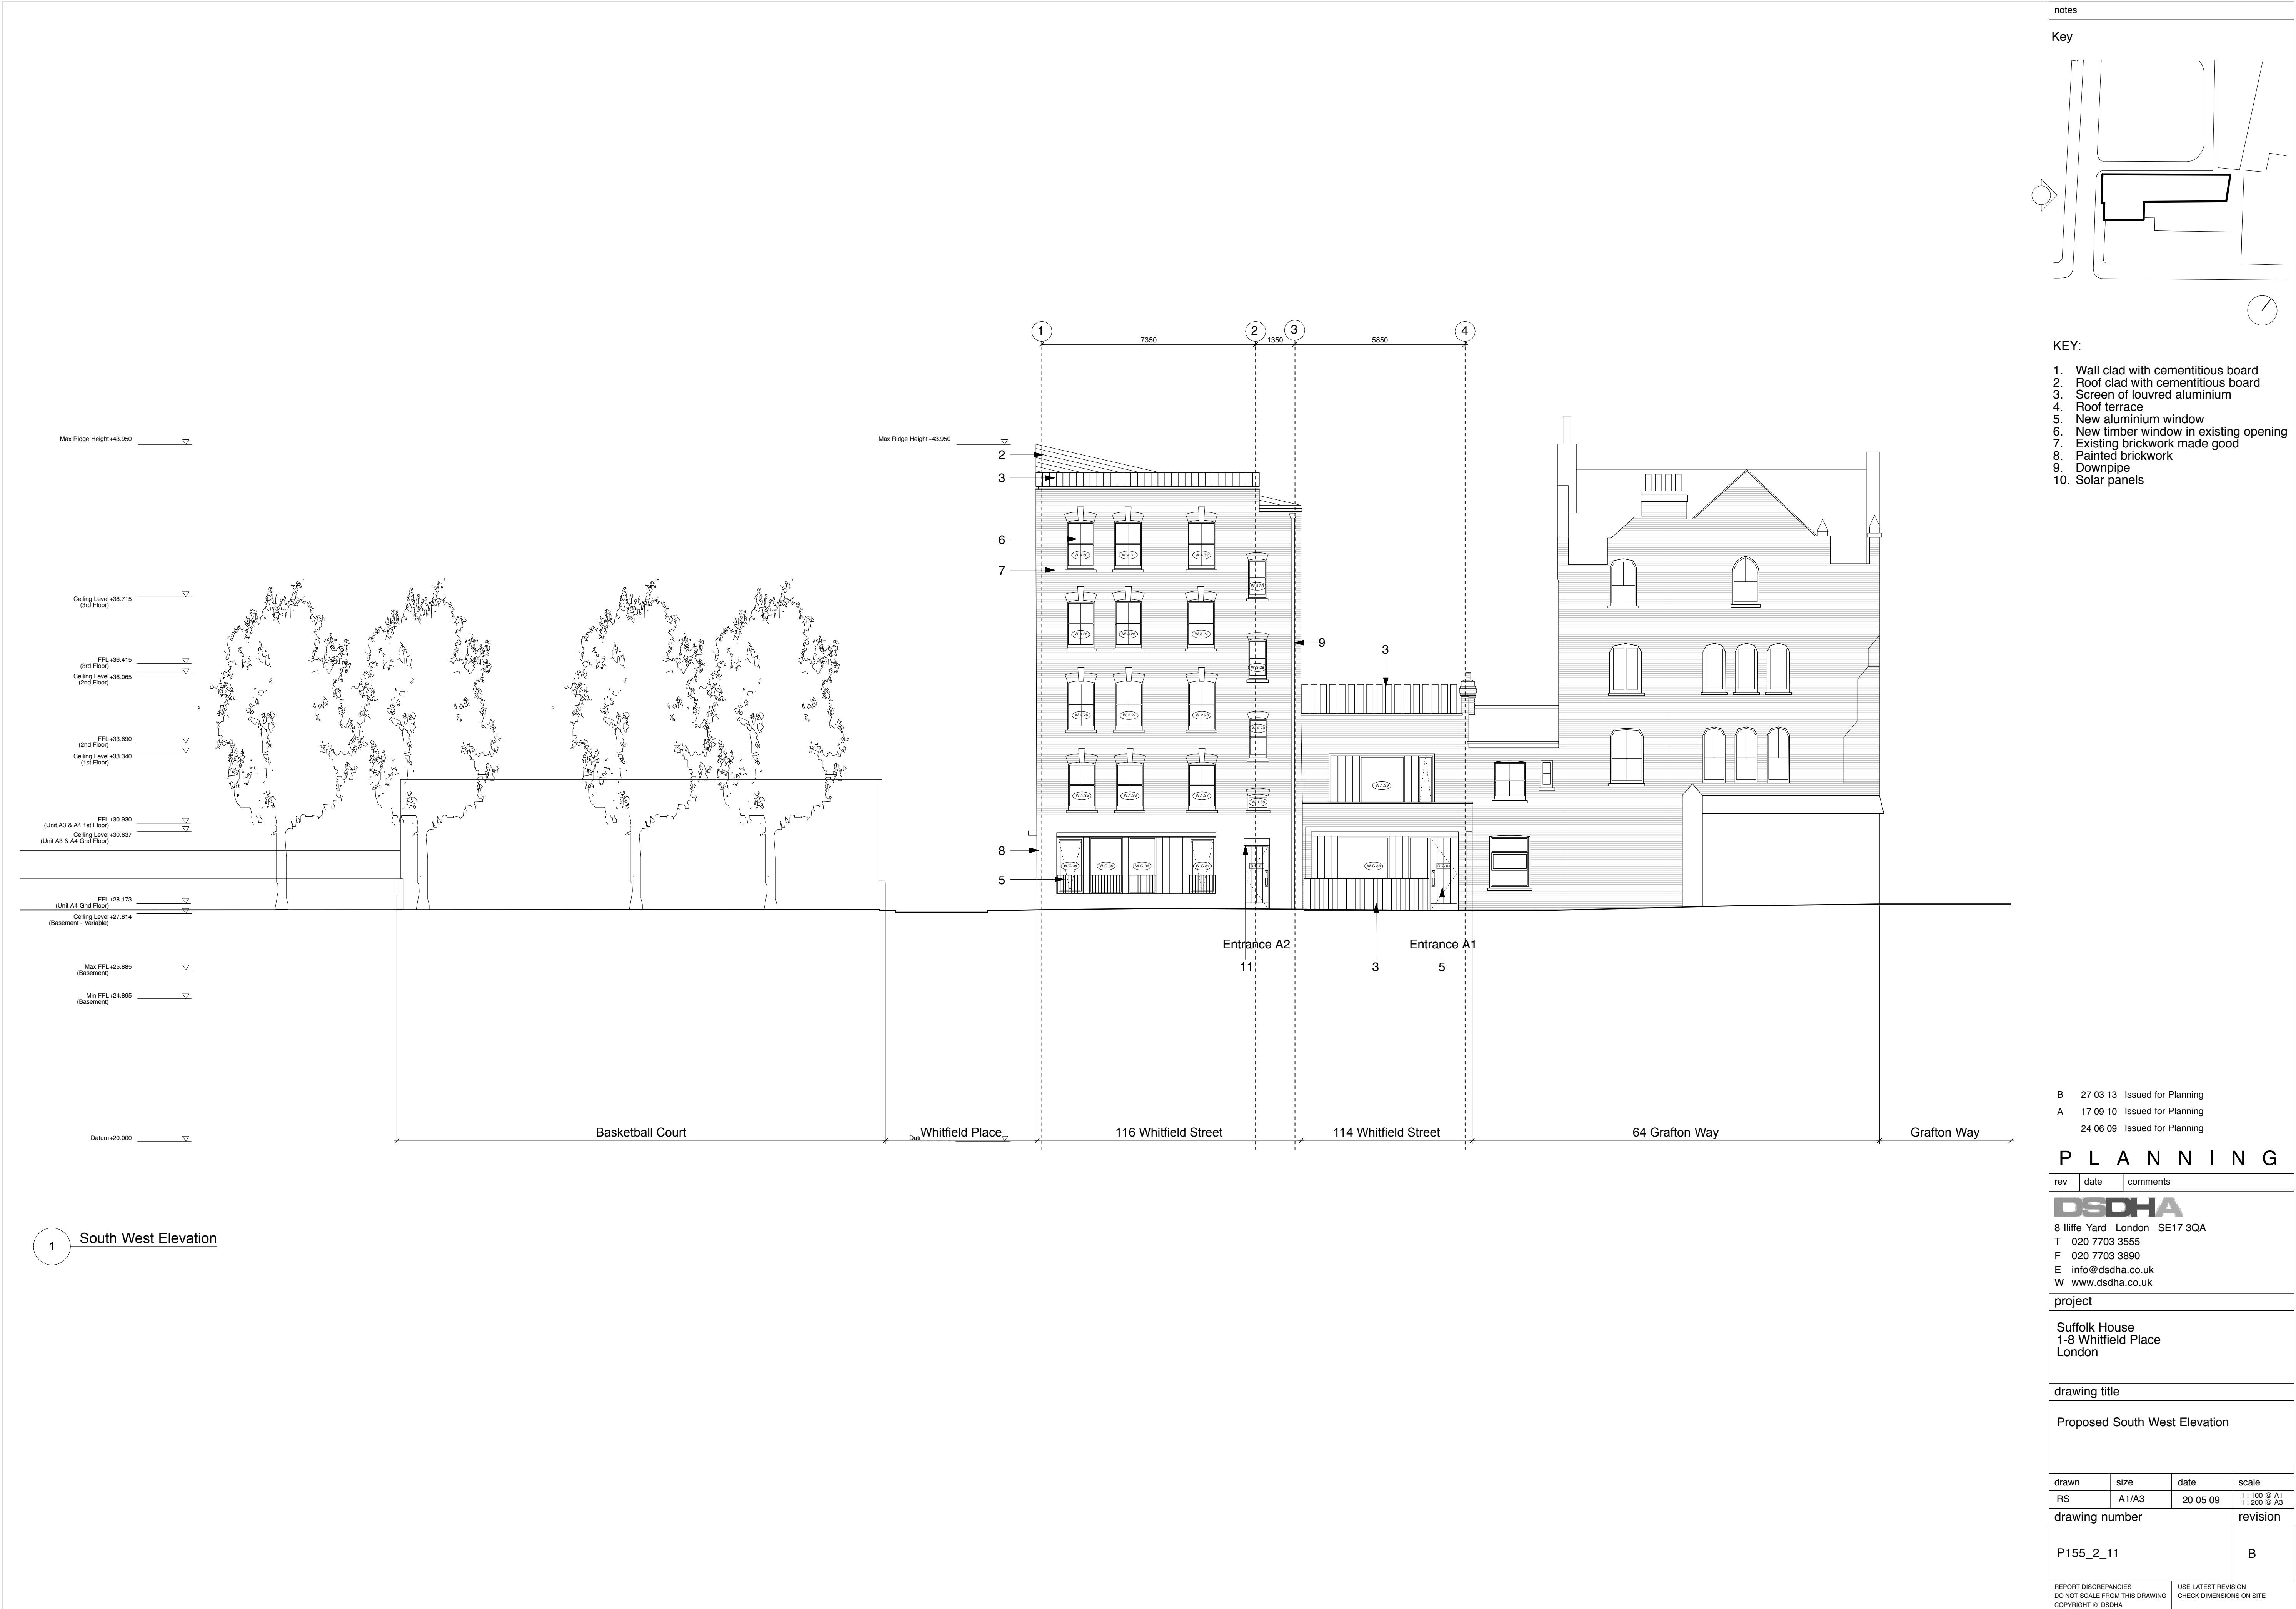 notes
Key
KEY:
1. Wall clad with cementitious board
2. Roof clad with cementitious board
3. Screen of louvred aluminium
4. Roof terrace
5. New aluminium window
6. New timber window in existing opening
7. Existing brickwork made good
8. Painted brickwork
9. Downpipe
10. Solar panels
1
2
3
4
7350
1350
5850
Max Ridge Height+43.950
Max Ridge Height+43.950
2
3
6
7
Ceiling Level+38.715
(3rd Floor)
FFL+36.415
(3rd Floor)
Ceiling Level+36.065
(2nd Floor)
9
3
FFL+33.690
(2nd Floor)
Ceiling Level+33.340
(1st Floor)
FFL+30.930
(Unit A3 & A4 1st Floor)
Ceiling Level+30.637
(Unit A3 & A4 Gnd Floor)
8
5
FFL+28.173
(Unit A4 Gnd Floor)
Ceiling Level+27.814
(Basement - Variable)
Entrance A2
11
3
Entrance A1
5
Max FFL+25.885
(Basement)
Min FFL+24.895
(Basement)
Datum+20.000
Basketball Court
Whitfield Place
116 Whitfield Street
114 Whitfield Street
64 Grafton Way
Grafton Way
1
South West Elevation
B 27 03 13 Issued for Planning
A 17 09 10 Issued for Planning
24 06 09 Issued for Planning
PLANNING
rev date comments
DSDHA
8 Iliffe Yard London SE17 3QA
T 020 7703 3555
F 020 7703 3890
E info@dsdha.co.uk
W www.dsdha.co.uk
project
Suffolk House
1-8 Whitfield Place
London
drawing title
Proposed South West Elevation
drawn size date scale
RS A1/A3 20 05 09 1 : 100 @ A1
1 : 200 @ A3
drawing number revision
P155_2_11 B
REPORT DISCREPANCIES
DO NOT SCALE FROM THIS DRAWING
COPYRIGHT © DSDHA
USE LATEST REVISION
CHECK DIMENSIONS ON SITE